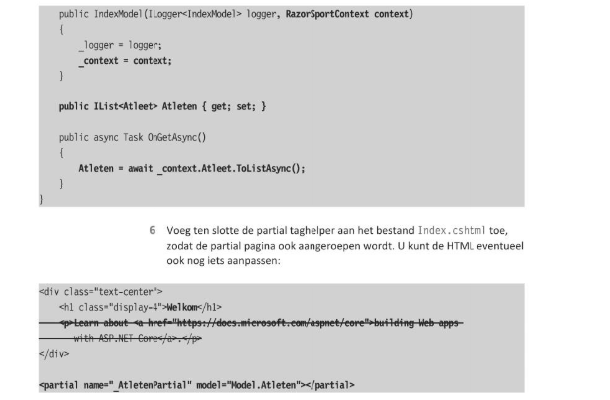 public IndexModel(ILogger<IndexModel> logger, RazorSportContext context)
{
_logger = logger;
_context = context;
}
public IList<Atleet> Atleten { get; set; }
public async Task OnGetAsync()
{
Atleten = await _context.Atleet.ToListAsync();
}
}
6 Voeg ten slotte de partial taghelper aan het bestand Index.cshtml toe,
zodat de partial pagina ook aangeroepen wordt. U kunt de HTML eventueel
ook nog iets aanpassen:
<div class="text-center">
<h1 class="display-4">Welkom</h1>
<p>Learn about <a href="https://docs.microsoft.com/aspnet/core">building Web apps
with ASP.NET Core</a>.</p>
</div>
<partial name="_AtletenPartial" model="Model.Atleten"></partial>